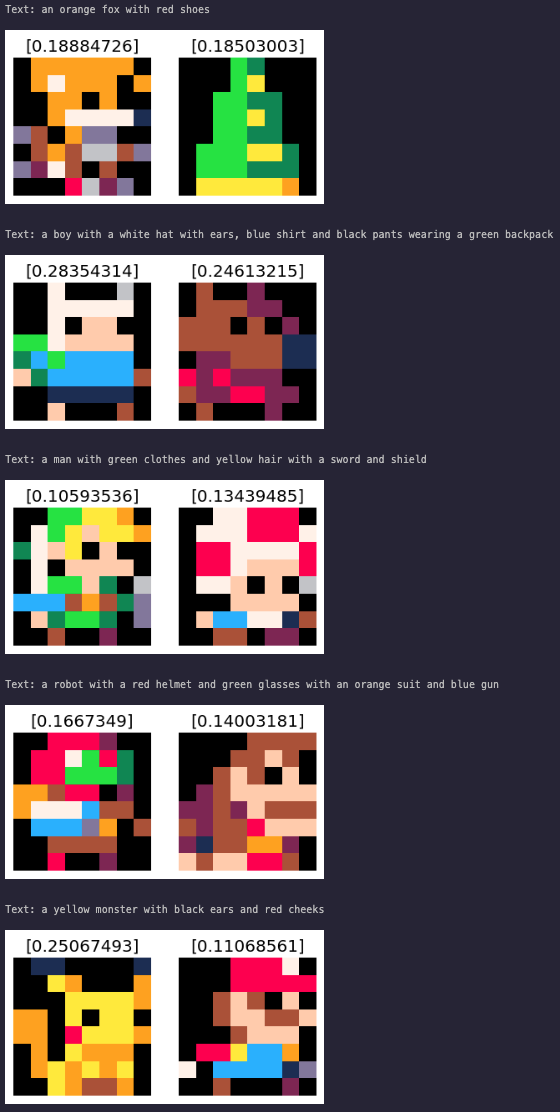 Text: an orange fox with red shoes
[0.18884726] [0.18503003]
Text: a boy with a white hat with ears, blue shirt and black pants wearing a green backpack
[0.28354314] [0.24613215]
Text: a man with green clothes and yellow hair with a sword and shield
[0.10593536] [0.13439485]
Text: a robot with a red helmet and green glasses with an orange suit and blue gun
[0.1667349] [0.14003181]
Text: a yellow monster with black ears and red cheeks
[0.25067493] [0.11068561]